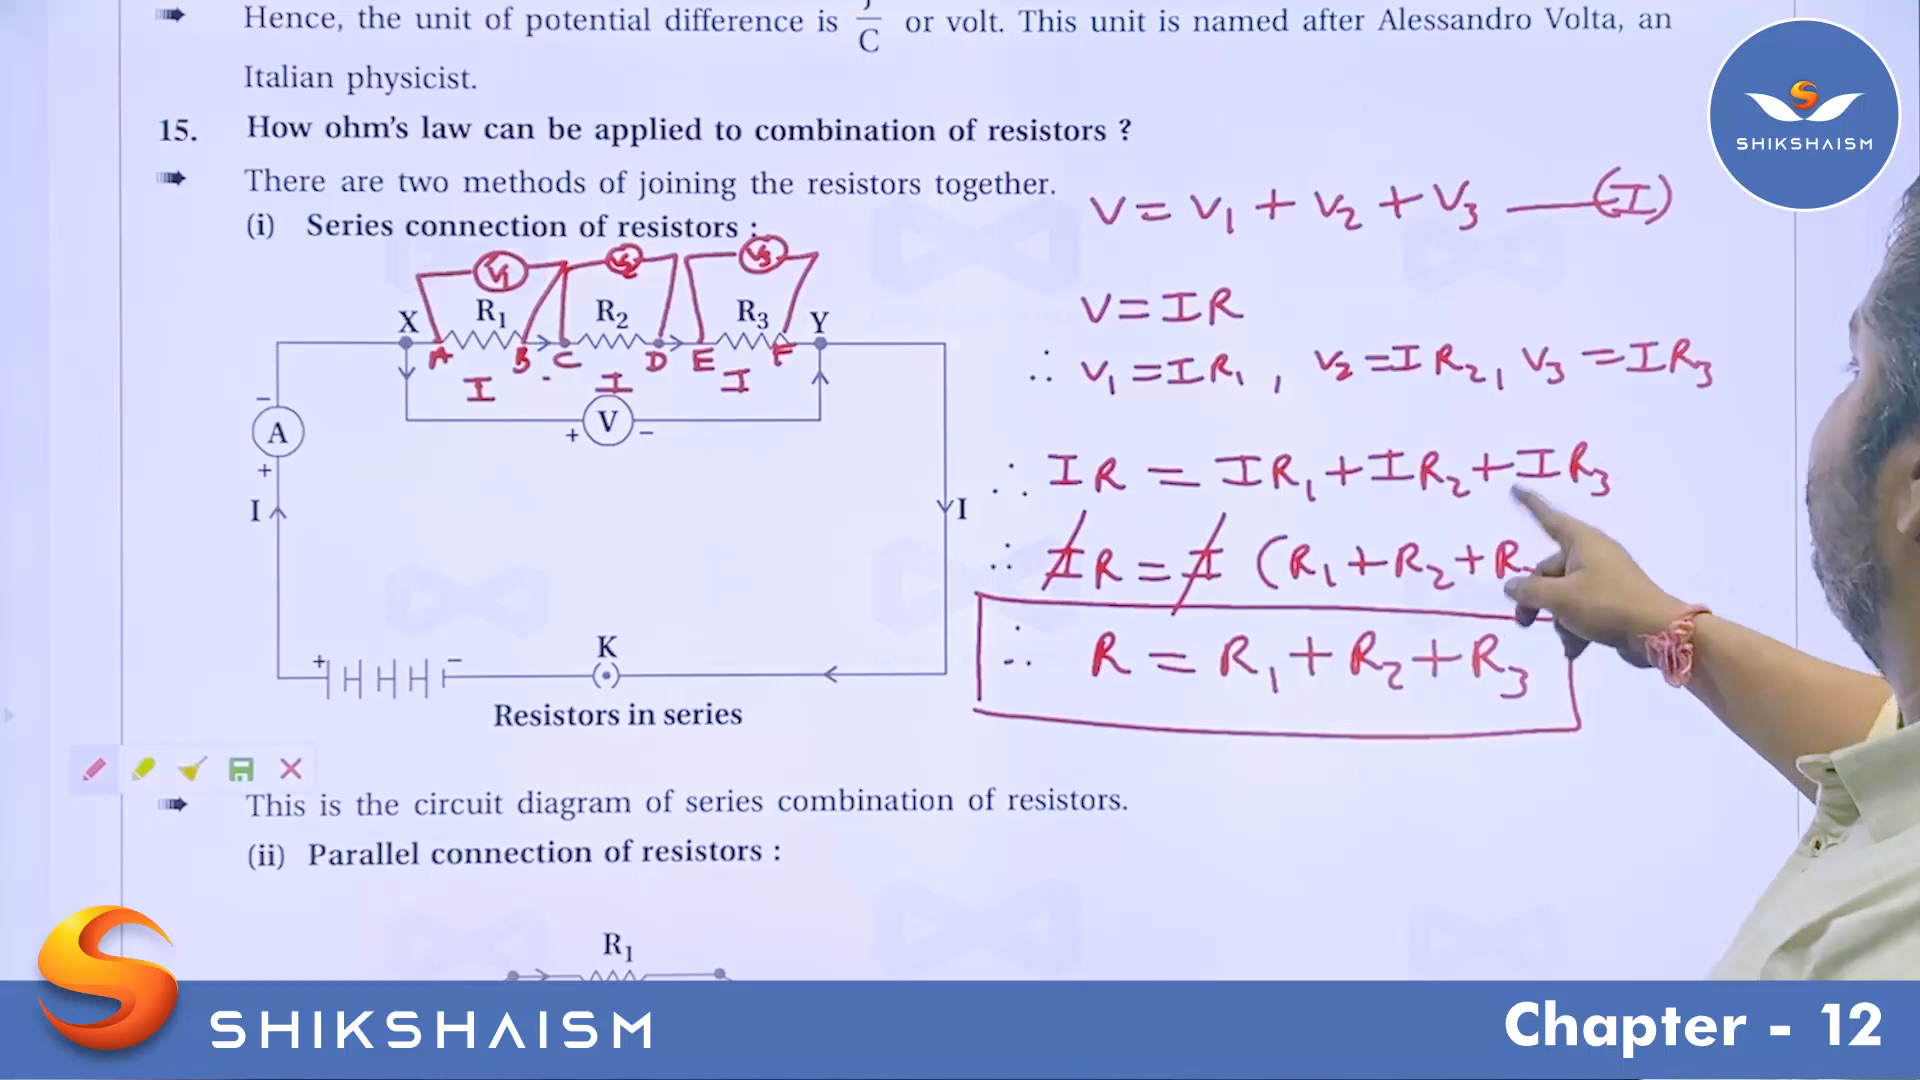 Hence, the unit of potential difference is J/C or volt. This unit is named after Alessandro Volta, an
Italian physicist.
15. How ohm's law can be applied to combination of resistors ?
There are two methods of joining the resistors together.
(i) Series connection of resistors :
V = V₁ + V₂ + V₃ — (I)
V₁ V₂ V₃
X R₁ R₂ R₃ Y
A B C D E F
I I I
+ V −
V = IR
∴ V₁ = IR₁ , V₂ = IR₂, V₃ = IR₃
∴ IR = IR₁ + IR₂ + IR₃
∴ IR = I (R₁ + R₂ + R
∴ R = R₁ + R₂ + R₃
−
A
+
I
I
+ −
K
(•)
Resistors in series
This is the circuit diagram of series combination of resistors.
(ii) Parallel connection of resistors :
R₁
SHIKSHAISM
SHIKSHAISM
Chapter - 12